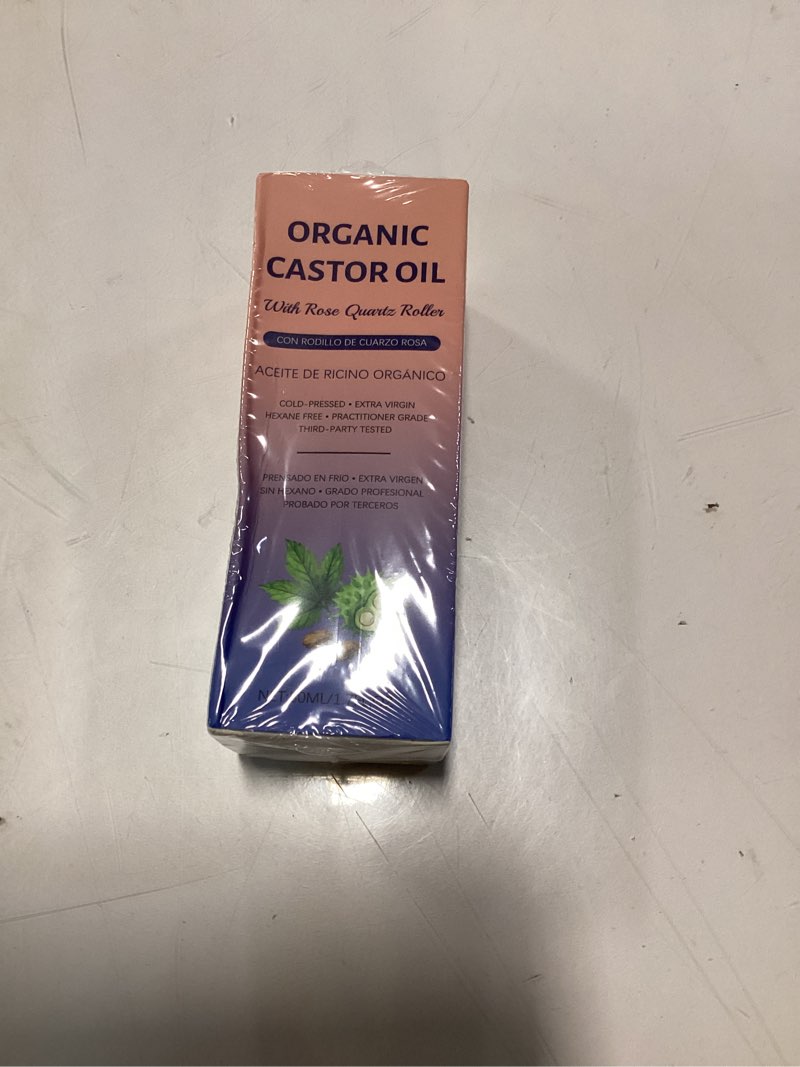 ORGANIC
CASTOR OIL
With Rose Quartz Roller
CON RODILLO DE CUARZO ROSA
ACEITE DE RICINO ORGÁNICO
COLD-PRESSED • EXTRA VIRGIN
HEXANE FREE • PRACTITIONER GRADE
THIRD-PARTY TESTED
PRENSADO EN FRIO • EXTRA VIRGEN
SIN HEXANO • GRADO PROFESIONAL
PROBADO POR TERCEROS